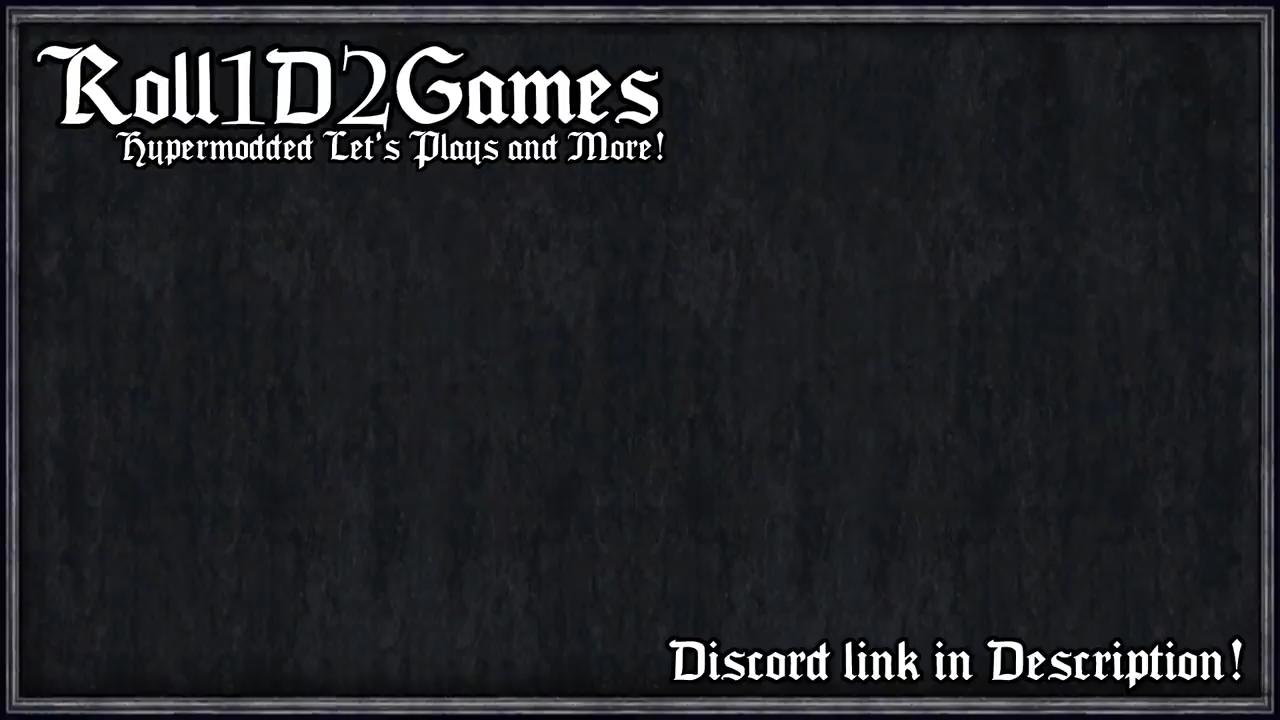 Roll1D2Games
Hypermodded Let's Plays and More!
Discord link in Description!